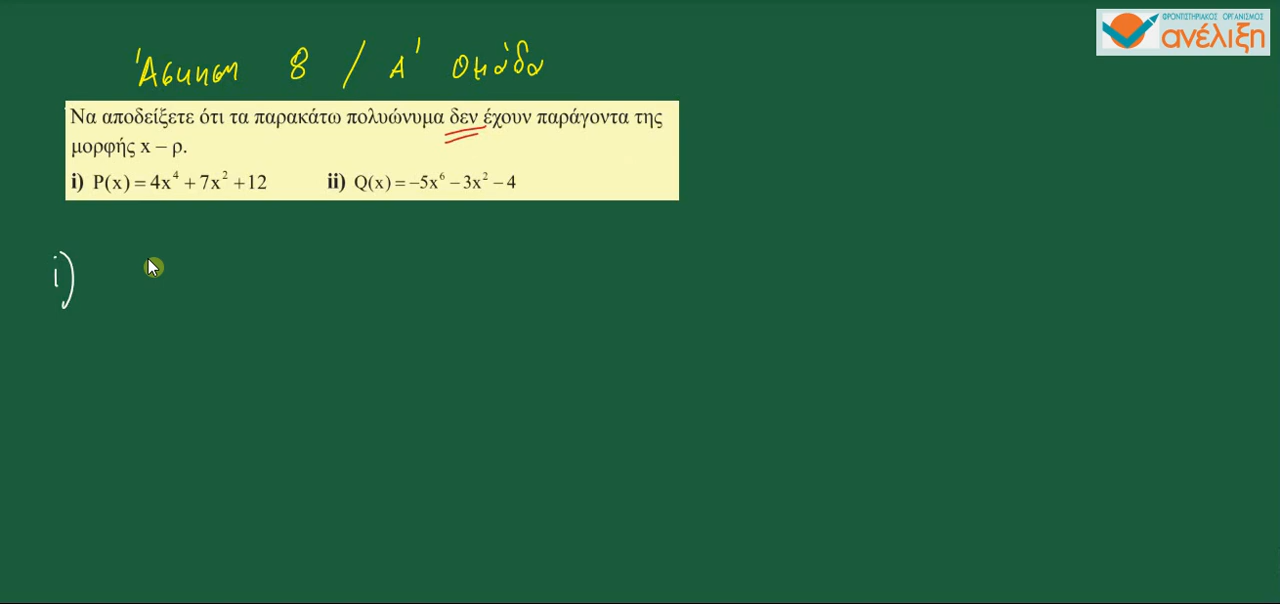 ΦΡΟΝΤΙΣΤΗΡΙΑΚΟΣ ΟΡΓΑΝΙΣΜΟΣ
ανέλιξη
Άσκηση 8 / Α' Ομάδα
Να αποδείξετε ότι τα παρακάτω πολυώνυμα δεν έχουν παράγοντα της
μορφής x – ρ.
i) P(x) = 4x⁴ + 7x² + 12 ii) Q(x) = –5x⁶ – 3x² – 4
i)